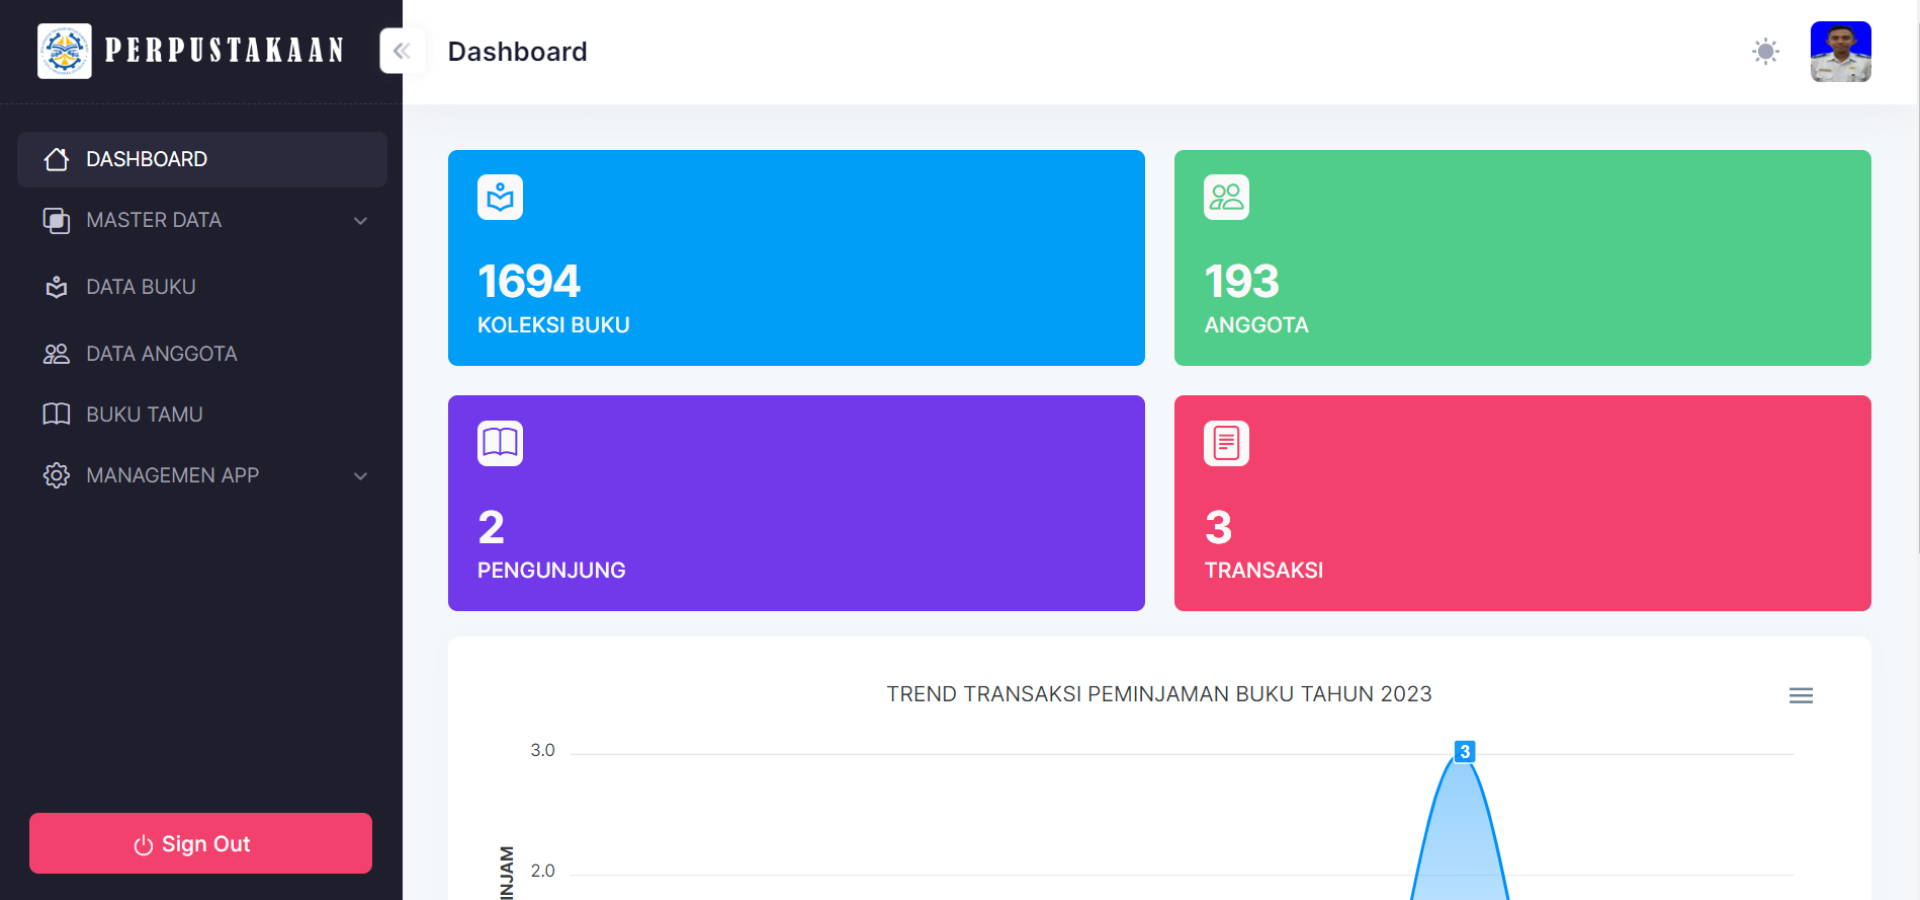 PERPUSTAKAAN
Dashboard
DASHBOARD
MASTER DATA
DATA BUKU
DATA ANGGOTA
BUKU TAMU
MANAGEMEN APP
Sign Out
1694
KOLEKSI BUKU
193
ANGGOTA
2
PENGUNJUNG
3
TRANSAKSI
TREND TRANSAKSI PEMINJAMAN BUKU TAHUN 2023
3.0
3
2.0
INJAM